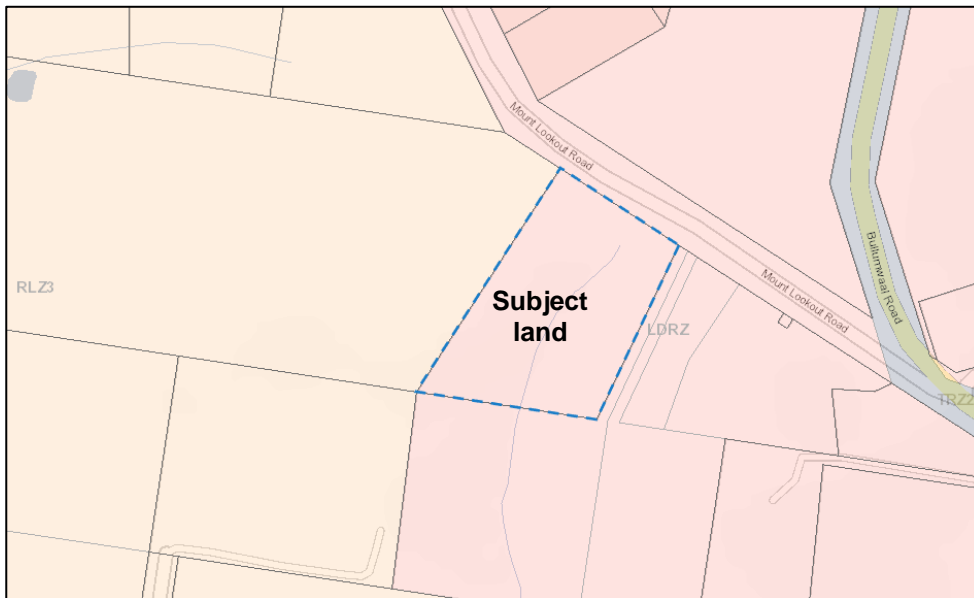 Mount Lookout Road
Bullumwaal Road
RLZ3
Subject
land
Mount Lookout Road
LDRZ
TRZ2